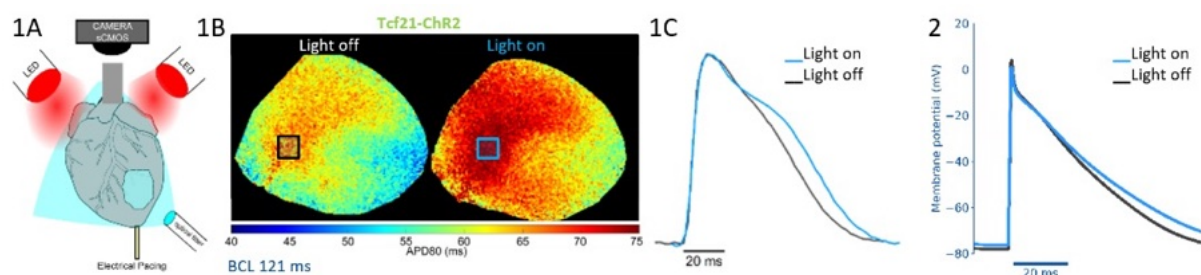 1A
CAMERA
sCMOS
LED
LED
optical fiber
Electrical Pacing
1B
Tcf21-ChR2
Light off
Light on
40 45 50 55 60 65 70 75
APD80 (ms)
BCL 121 ms
1C
Light on
Light off
20 ms
2
Light on
Light off
Membrane potential (mV)
20
0
−20
−40
−60
−80
20 ms